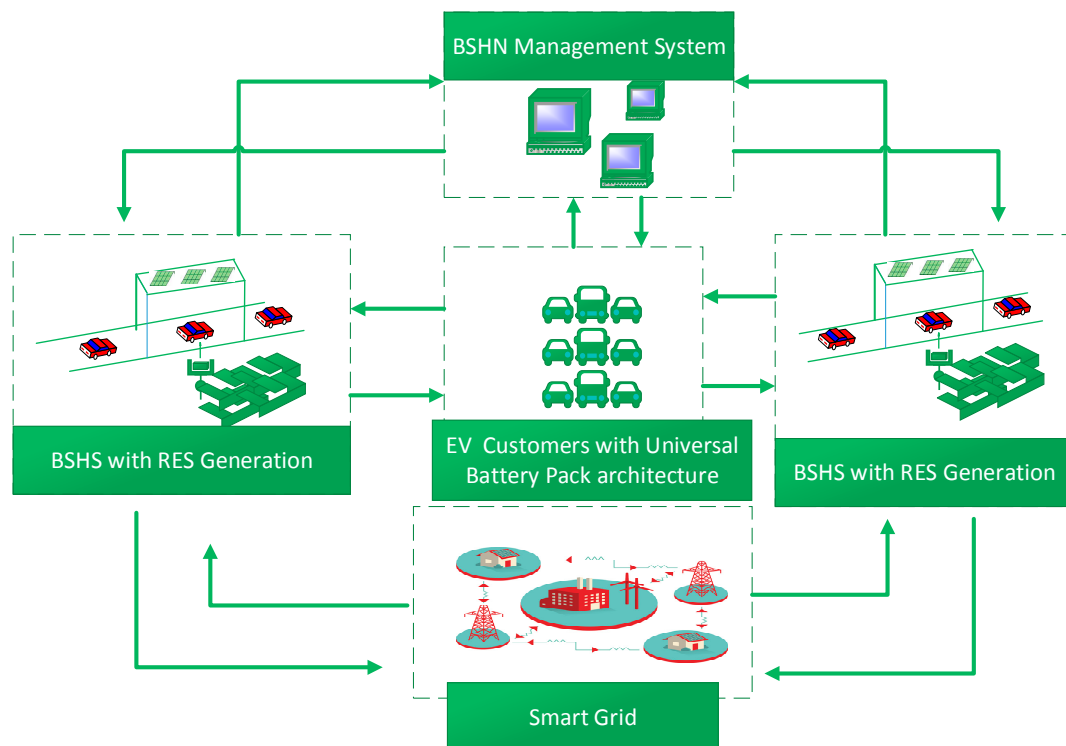 BSHN Management System
BSHS with RES Generation
EV Customers with Universal
Battery Pack architecture
BSHS with RES Generation
Smart Grid